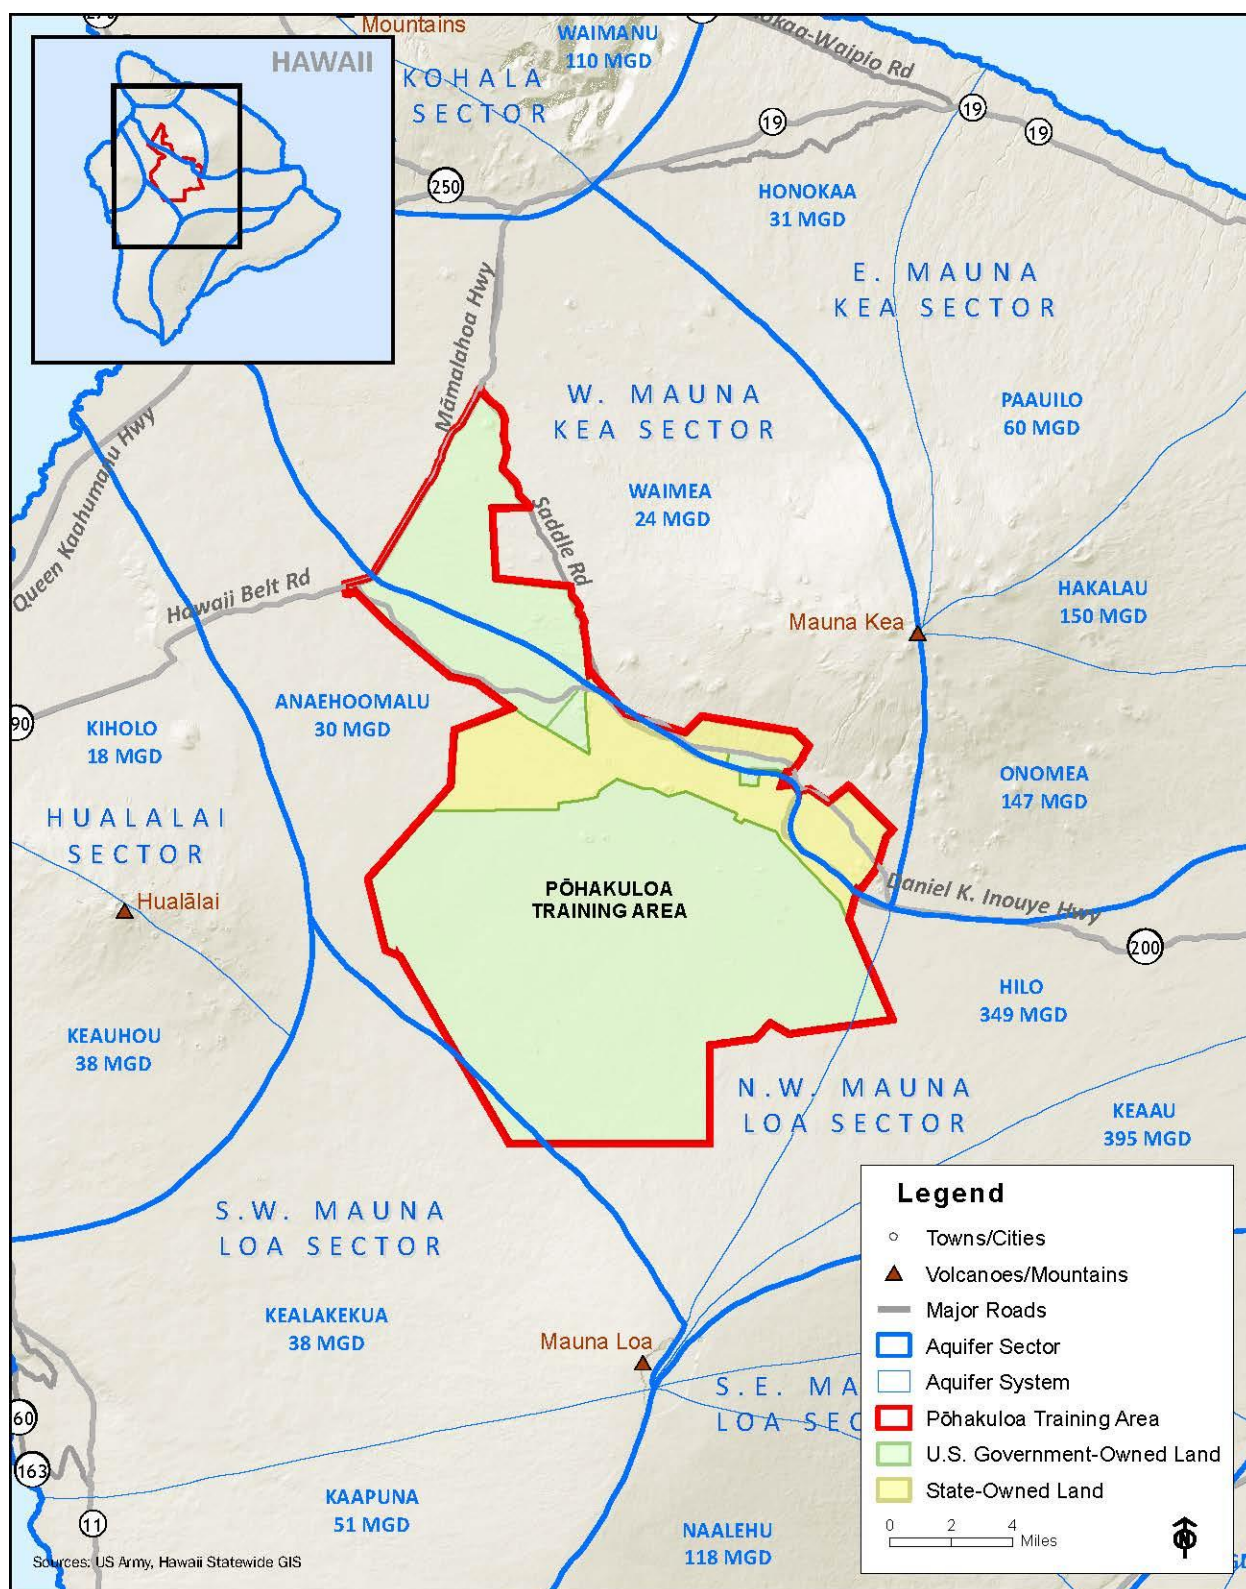 270
Mountains
WAIMANU
110 MGD
okaa-Waipio Rd
HAWAII
KOHALA
SECTOR
19
19
19
250
HONOKAA
31 MGD
E. MAUNA
KEA SECTOR
Māmalahoa Hwy
W. MAUNA
KEA SECTOR
PAAUILO
60 MGD
Queen Kaahumanu Hwy
WAIMEA
24 MGD
Saddle Rd
Hawaii Belt Rd
HAKALAU
150 MGD
Mauna Kea
ANAEHOOMALU
30 MGD
90
KIHOLO
18 MGD
ONOMEA
147 MGD
HUALALAI
SECTOR
Hualālai
PŌHAKULOA
TRAINING AREA
Daniel K. Inouye Hwy
200
HILO
349 MGD
KEAUHOU
38 MGD
N.W. MAUNA
LOA SECTOR
KEAAU
395 MGD
S.W. MAUNA
LOA SECTOR
KEALAKEKUA
38 MGD
Mauna Loa
S.E. MA
LOA SEC
60
163
11
KAAPUNA
51 MGD
NAALEHU
118 MGD
Legend
Towns/Cities
Volcanoes/Mountains
Major Roads
Aquifer Sector
Aquifer System
Pōhakuloa Training Area
U.S. Government-Owned Land
State-Owned Land
0 2 4
Miles
N
Sources: US Army, Hawaii Statewide GIS